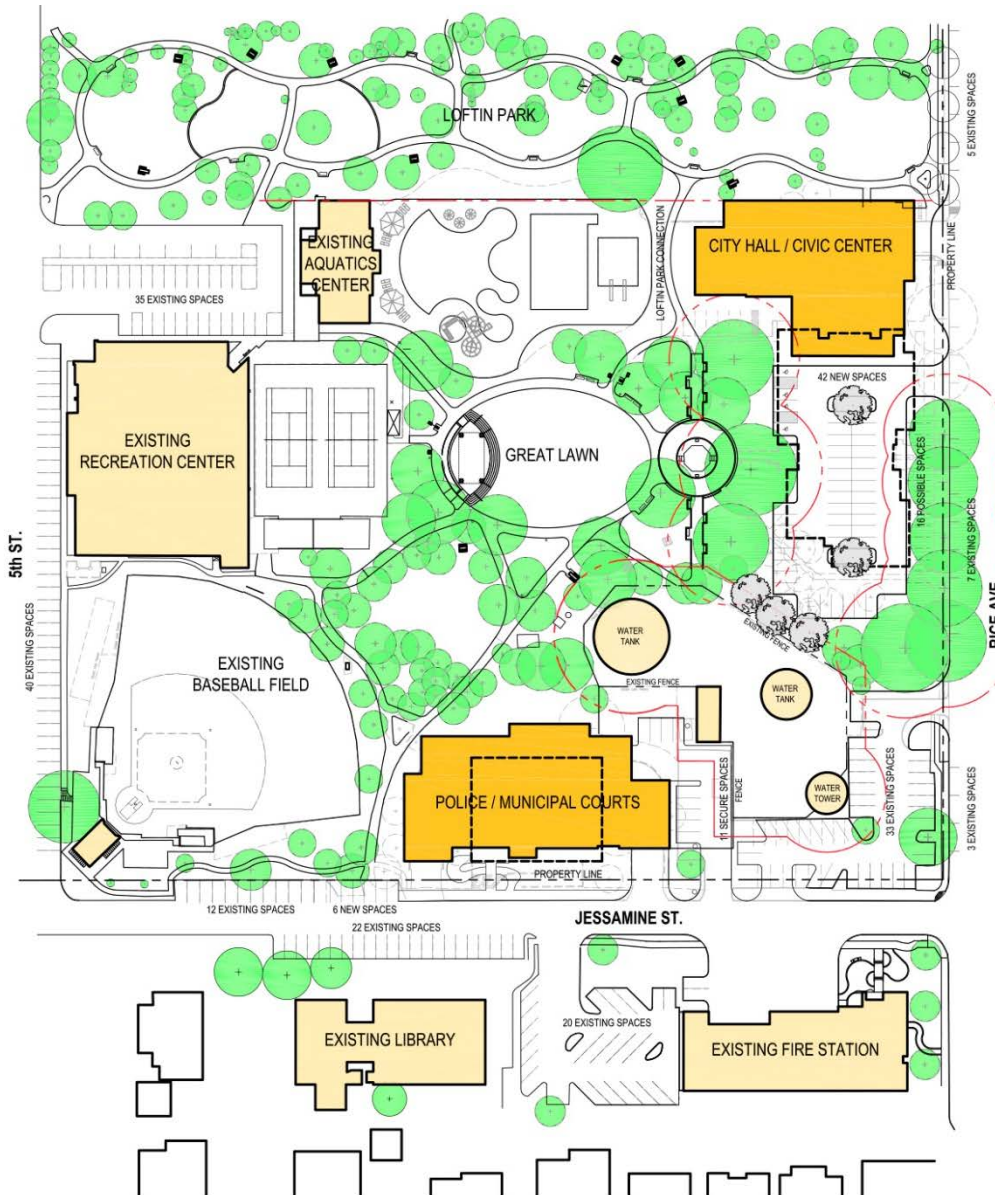 LOFTIN PARK
5 EXISTING SPACES
EXISTING
AQUATICS
CENTER
LOFTIN PARK CONNECTION
CITY HALL / CIVIC CENTER
PROPERTY LINE
35 EXISTING SPACES
42 NEW SPACES
EXISTING
RECREATION CENTER
GREAT LAWN
16 POSSIBLE SPACES
7 EXISTING SPACES
5th ST.
RICE AVE
40 EXISTING SPACES
EXISTING
BASEBALL FIELD
WATER
TANK
EXISTING FENCE
EXISTING FENCE
WATER
TANK
POLICE / MUNICIPAL COURTS
11 SECURE SPACES
FENCE
WATER
TOWER
33 EXISTING SPACES
3 EXISTING SPACES
PROPERTY LINE
12 EXISTING SPACES
6 NEW SPACES
22 EXISTING SPACES
JESSAMINE ST.
EXISTING LIBRARY
20 EXISTING SPACES
EXISTING FIRE STATION